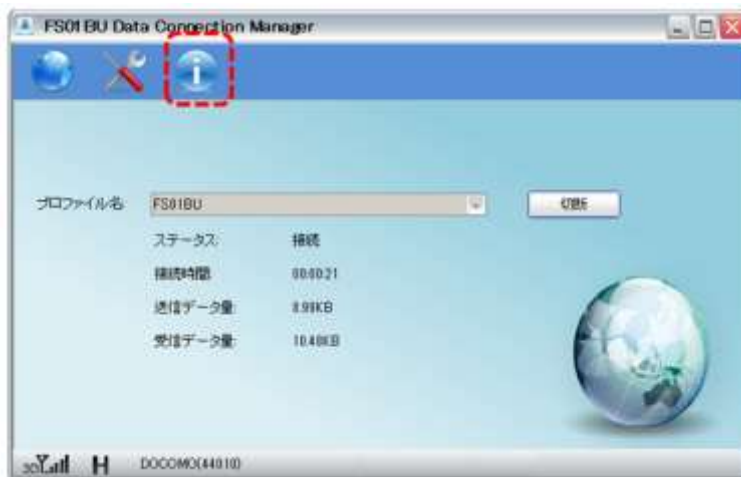 FS01BU Data Connection Manager
プロファイル名 FS01BU 切断
ステータス 接続
接続時間 00:00:21
送信データ量 8.99KB
受信データ量 10.48KB
3G H DOCOMO(44010)